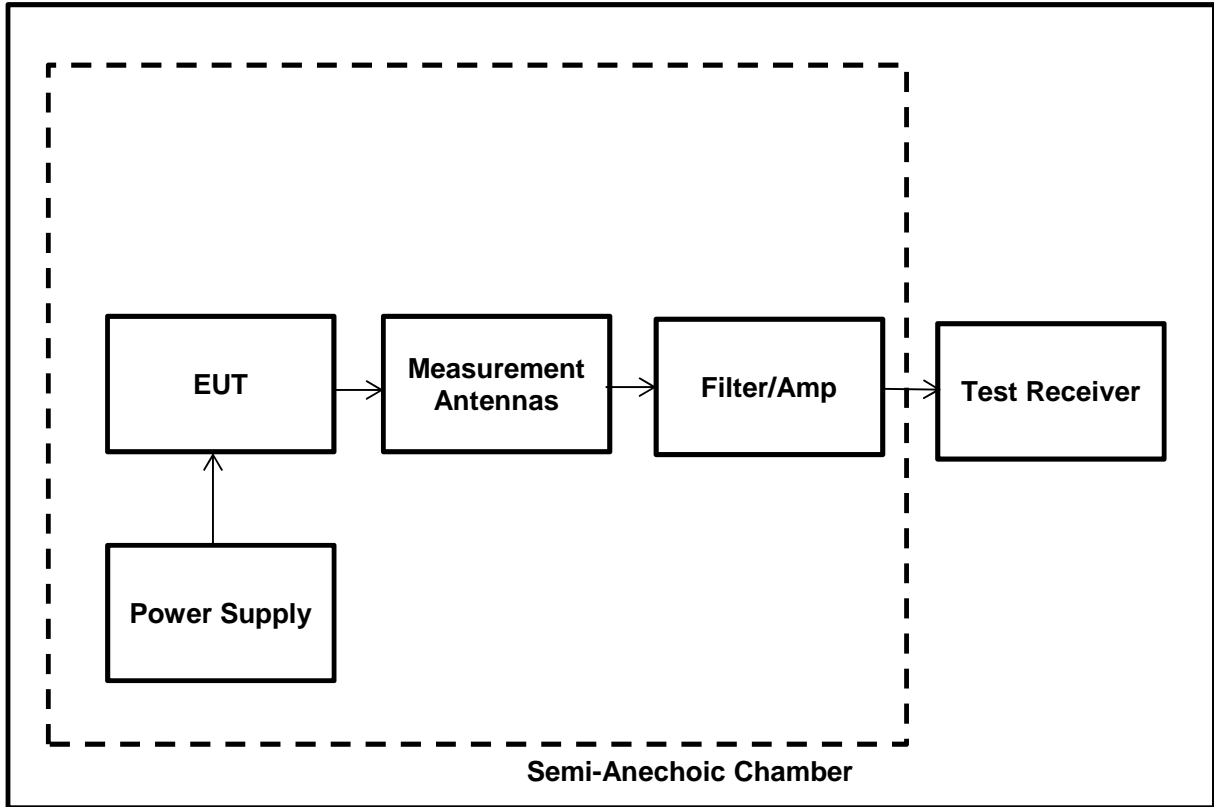 EUT
Measurement
Antennas
Filter/Amp
Test Receiver
Power Supply
Semi-Anechoic Chamber